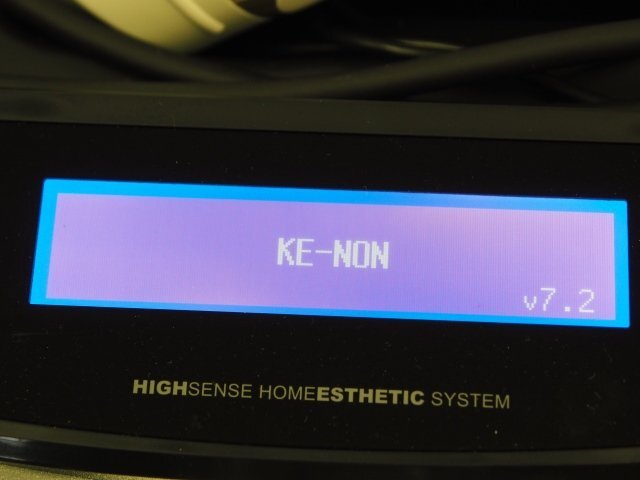 KE-NON
v7.2
HIGHSENSE HOMEESTHETIC SYSTEM